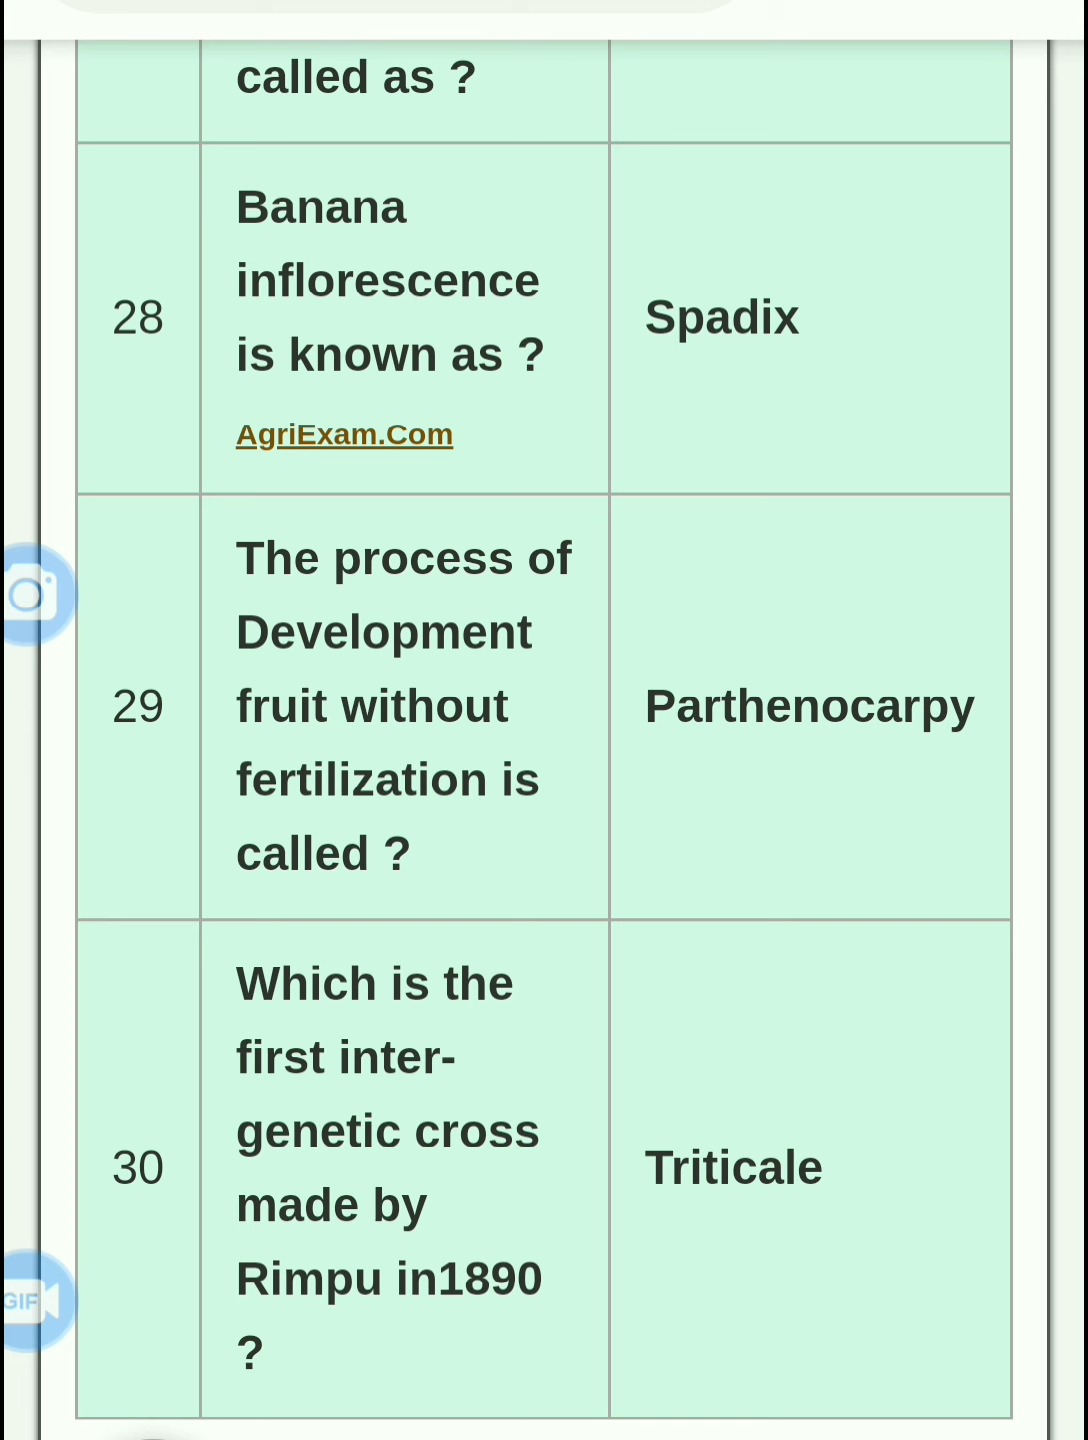 called as ?
28
Banana
inflorescence
is known as ?
AgriExam.Com
Spadix
29
The process of
Development
fruit without
fertilization is
called ?
Parthenocarpy
30
Which is the
first inter-
genetic cross
made by
Rimpu in1890
?
Triticale
GIF